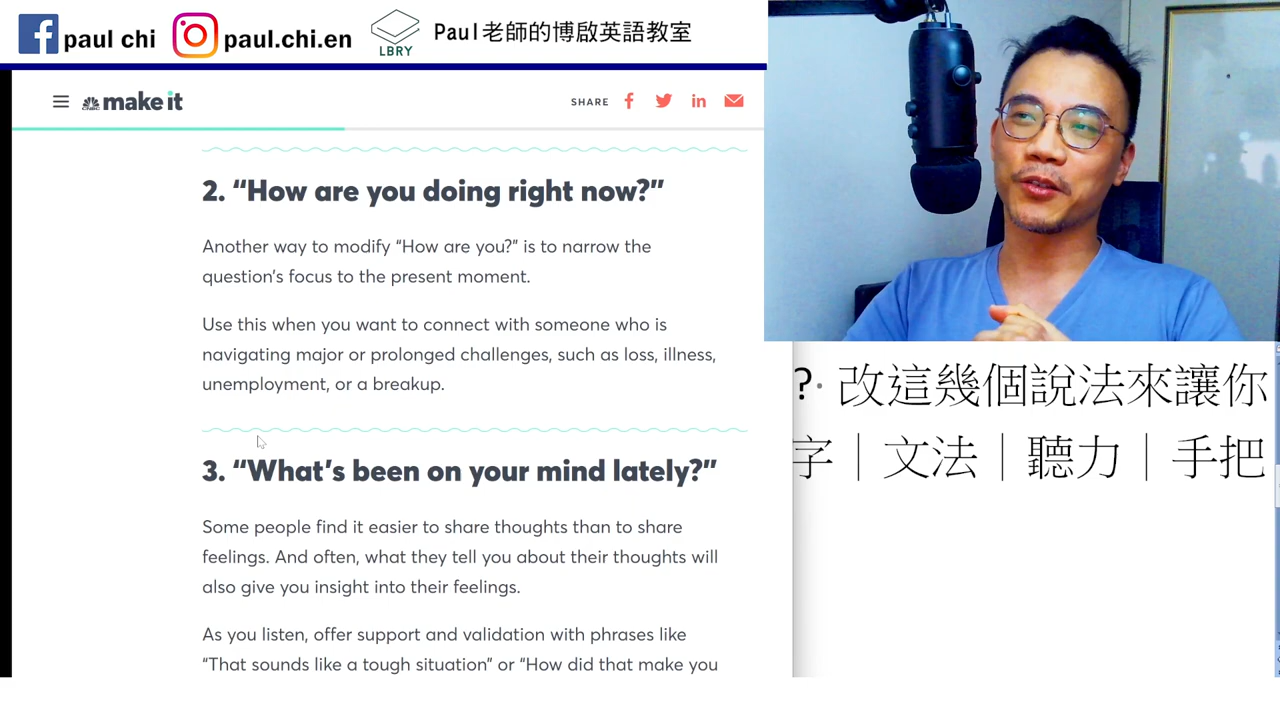 paul chi
paul.chi.en
LBRY
Paul老師的博啟英語教室
CNBC make it
SHARE
2. “How are you doing right now?”
Another way to modify “How are you?” is to narrow the
question’s focus to the present moment.
Use this when you want to connect with someone who is
navigating major or prolonged challenges, such as loss, illness,
unemployment, or a breakup.
3. “What’s been on your mind lately?”
Some people find it easier to share thoughts than to share
feelings. And often, what they tell you about their thoughts will
also give you insight into their feelings.
As you listen, offer support and validation with phrases like
“That sounds like a tough situation” or “How did that make you
?· 改這幾個說法來讓你
字｜文法｜聽力｜手把